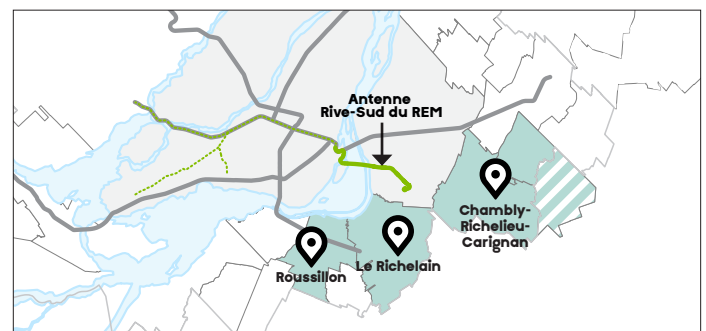 Antenne
Rive-Sud du REM
Chambly-
Richelieu-
Carignan
Le Richelain
Roussillon